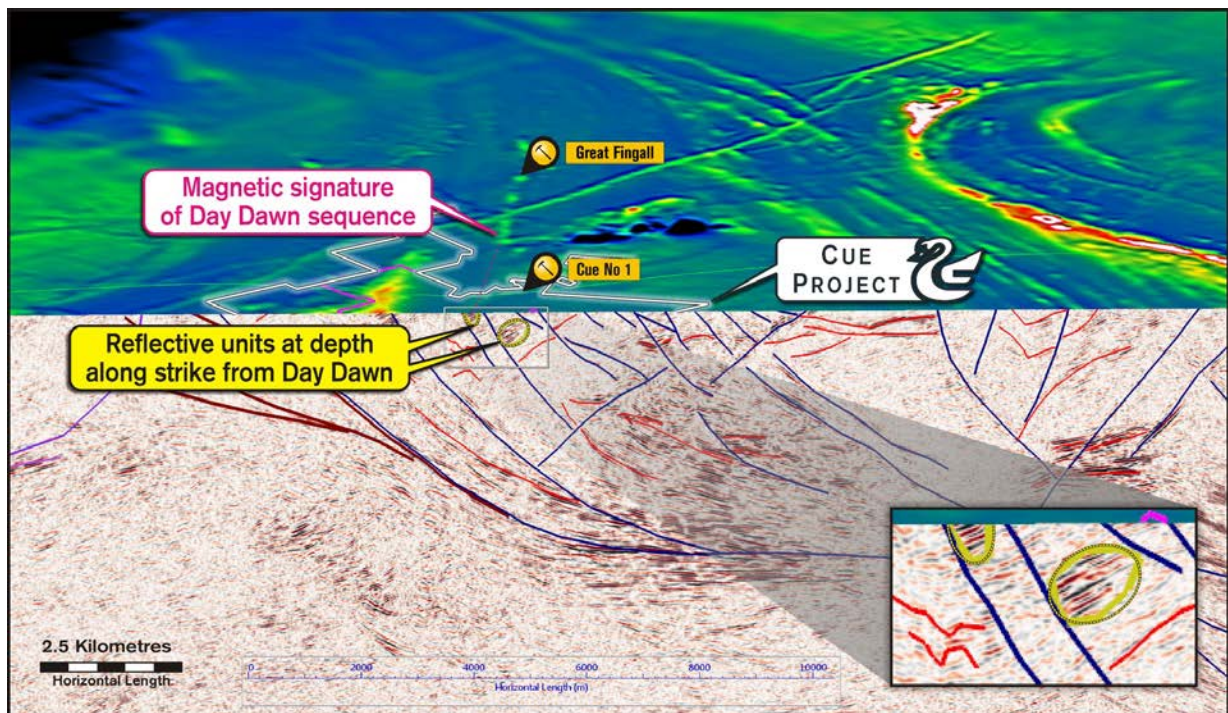 Great Fingall
Magnetic signature
of Day Dawn sequence
Cue No 1
CUE
PROJECT
Reflective units at depth
along strike from Day Dawn
2.5 Kilometres
Horizontal Length
0 2000 4000 6000 8000 10000
Horizontal Length (m)